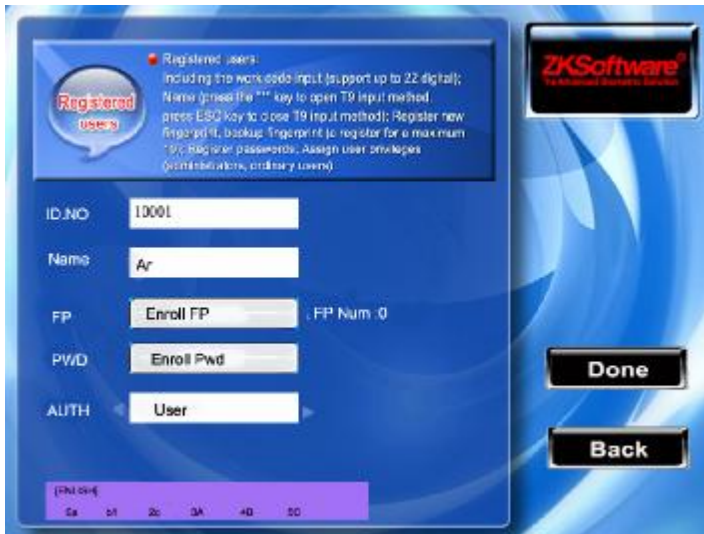 Registered users:
Including the work code input (support up to 22 digital);
Name (press the "*" key to open T9 input method,
press ESC key to close T9 input method); Register new
fingerprint, backup fingerprint (to register for a maximum
Register passwords; Assign user privileges
(administrators, ordinary users)
Registered
users
ZKSoftware®
ID.NO 10001
Name Ar
FP Enroll FP , FP Num :0
PWD Enroll Pwd
AUTH User
Done
Back
[ENGLISH]